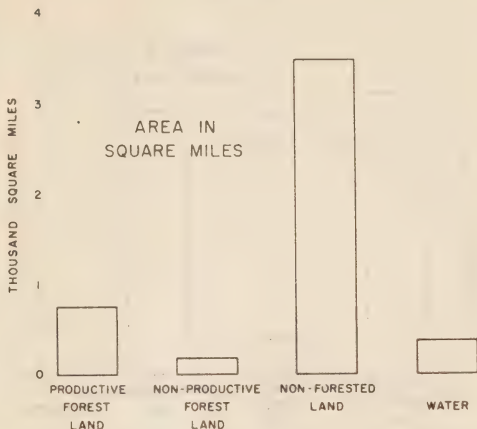 4
THOUSAND SQUARE MILES
3
AREA IN
SQUARE MILES
2
1
0
PRODUCTIVE
FOREST
LAND
NON-PRODUCTIVE
FOREST
LAND
NON-FORESTED
LAND
WATER